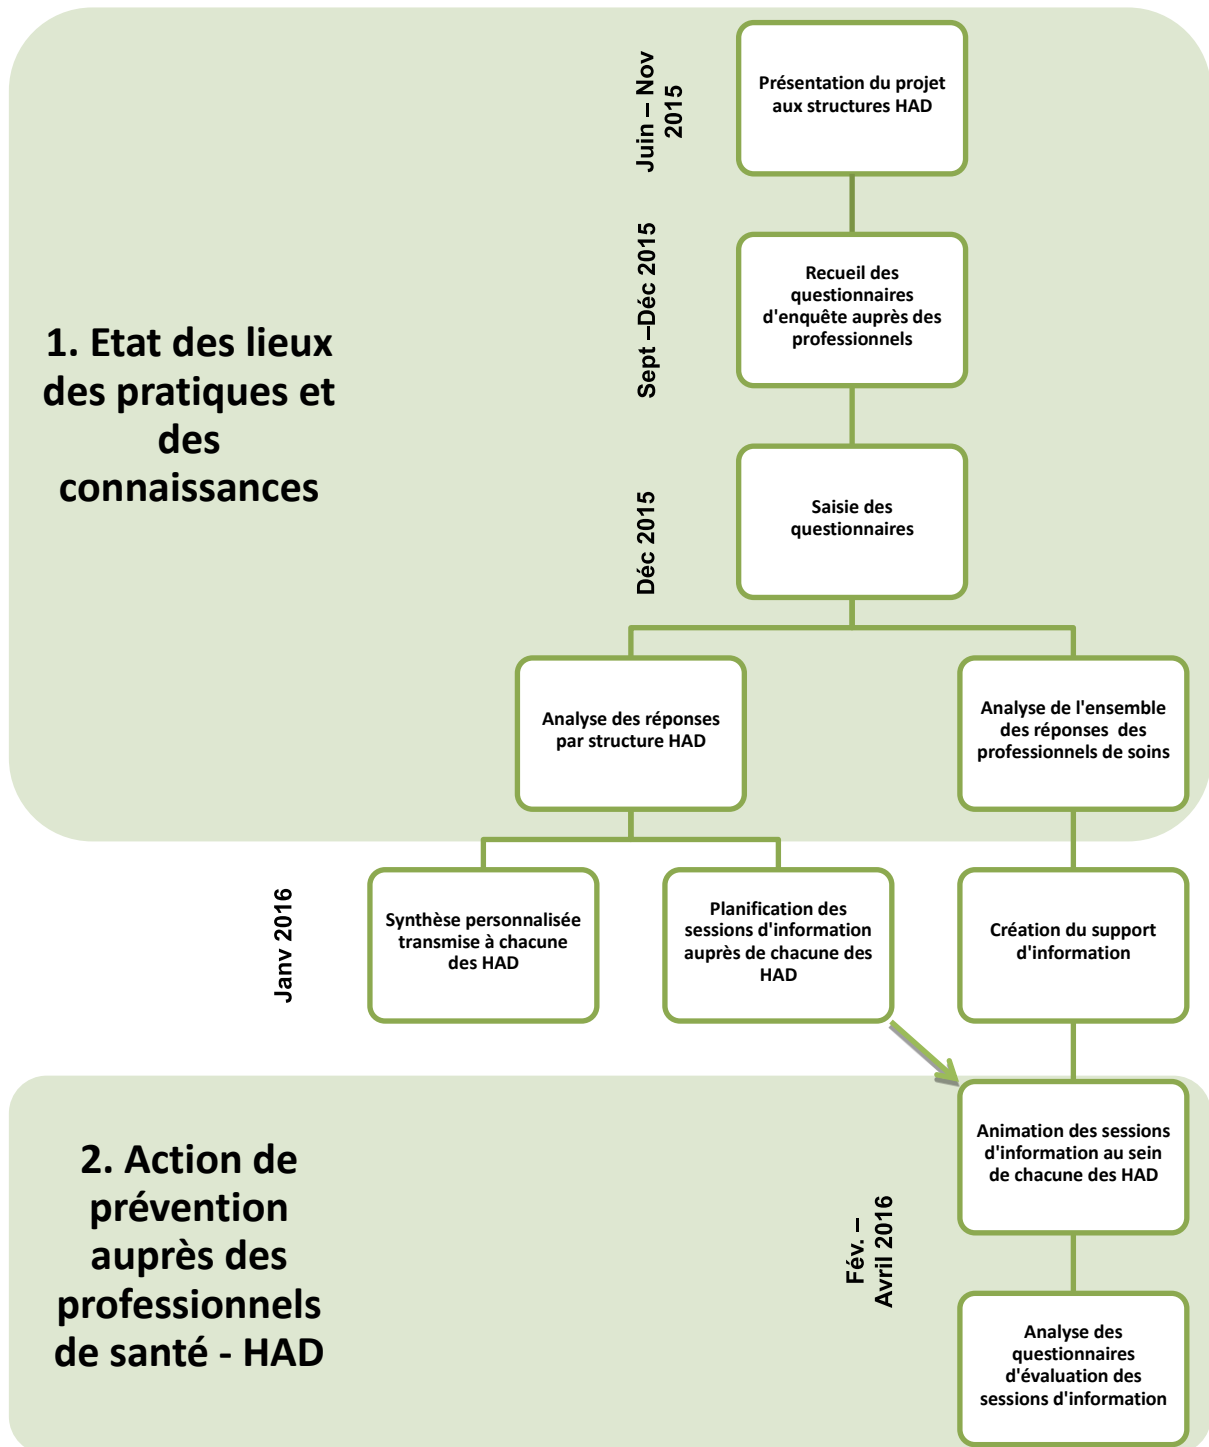 Juin – Nov
2015
Présentation du projet
aux structures HAD
Sept –Déc 2015
Recueil des
questionnaires
d'enquête auprès des
professionnels
1. Etat des lieux
des pratiques et
des
connaissances
Déc 2015
Saisie des
questionnaires
Analyse des réponses
par structure HAD
Analyse de l'ensemble
des réponses des
professionnels de soins
Janv 2016
Synthèse personnalisée
transmise à chacune
des HAD
Planification des
sessions d'information
auprès de chacune des
HAD
Création du support
d'information
2. Action de
prévention
auprès des
professionnels
de santé - HAD
Fév. –
Avril 2016
Animation des sessions
d'information au sein
de chacune des HAD
Analyse des
questionnaires
d'évaluation des
sessions d'information